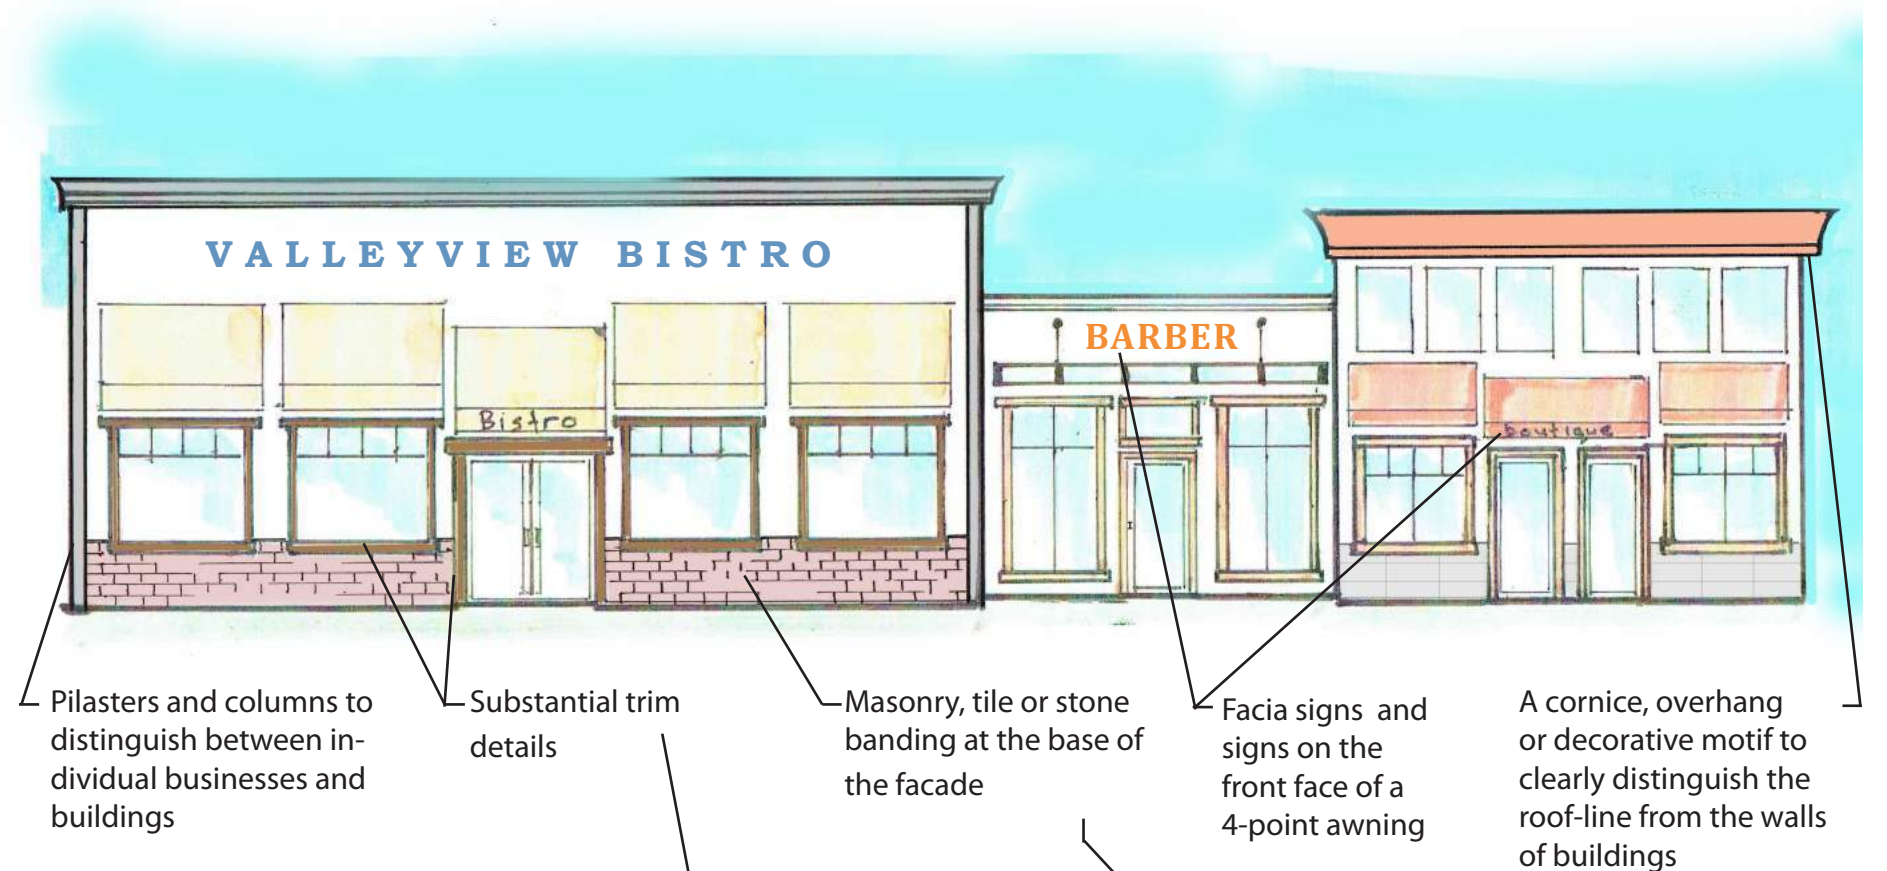 VALLEYVIEW BISTRO
BARBER
Bistro
boutique
Pilasters and columns to
distinguish between in-
dividual businesses and
buildings
Substantial trim
details
Masonry, tile or stone
banding at the base of
the facade
Facia signs and
signs on the
front face of a
4-point awning
A cornice, overhang
or decorative motif to
clearly distinguish the
roof-line from the walls
of buildings